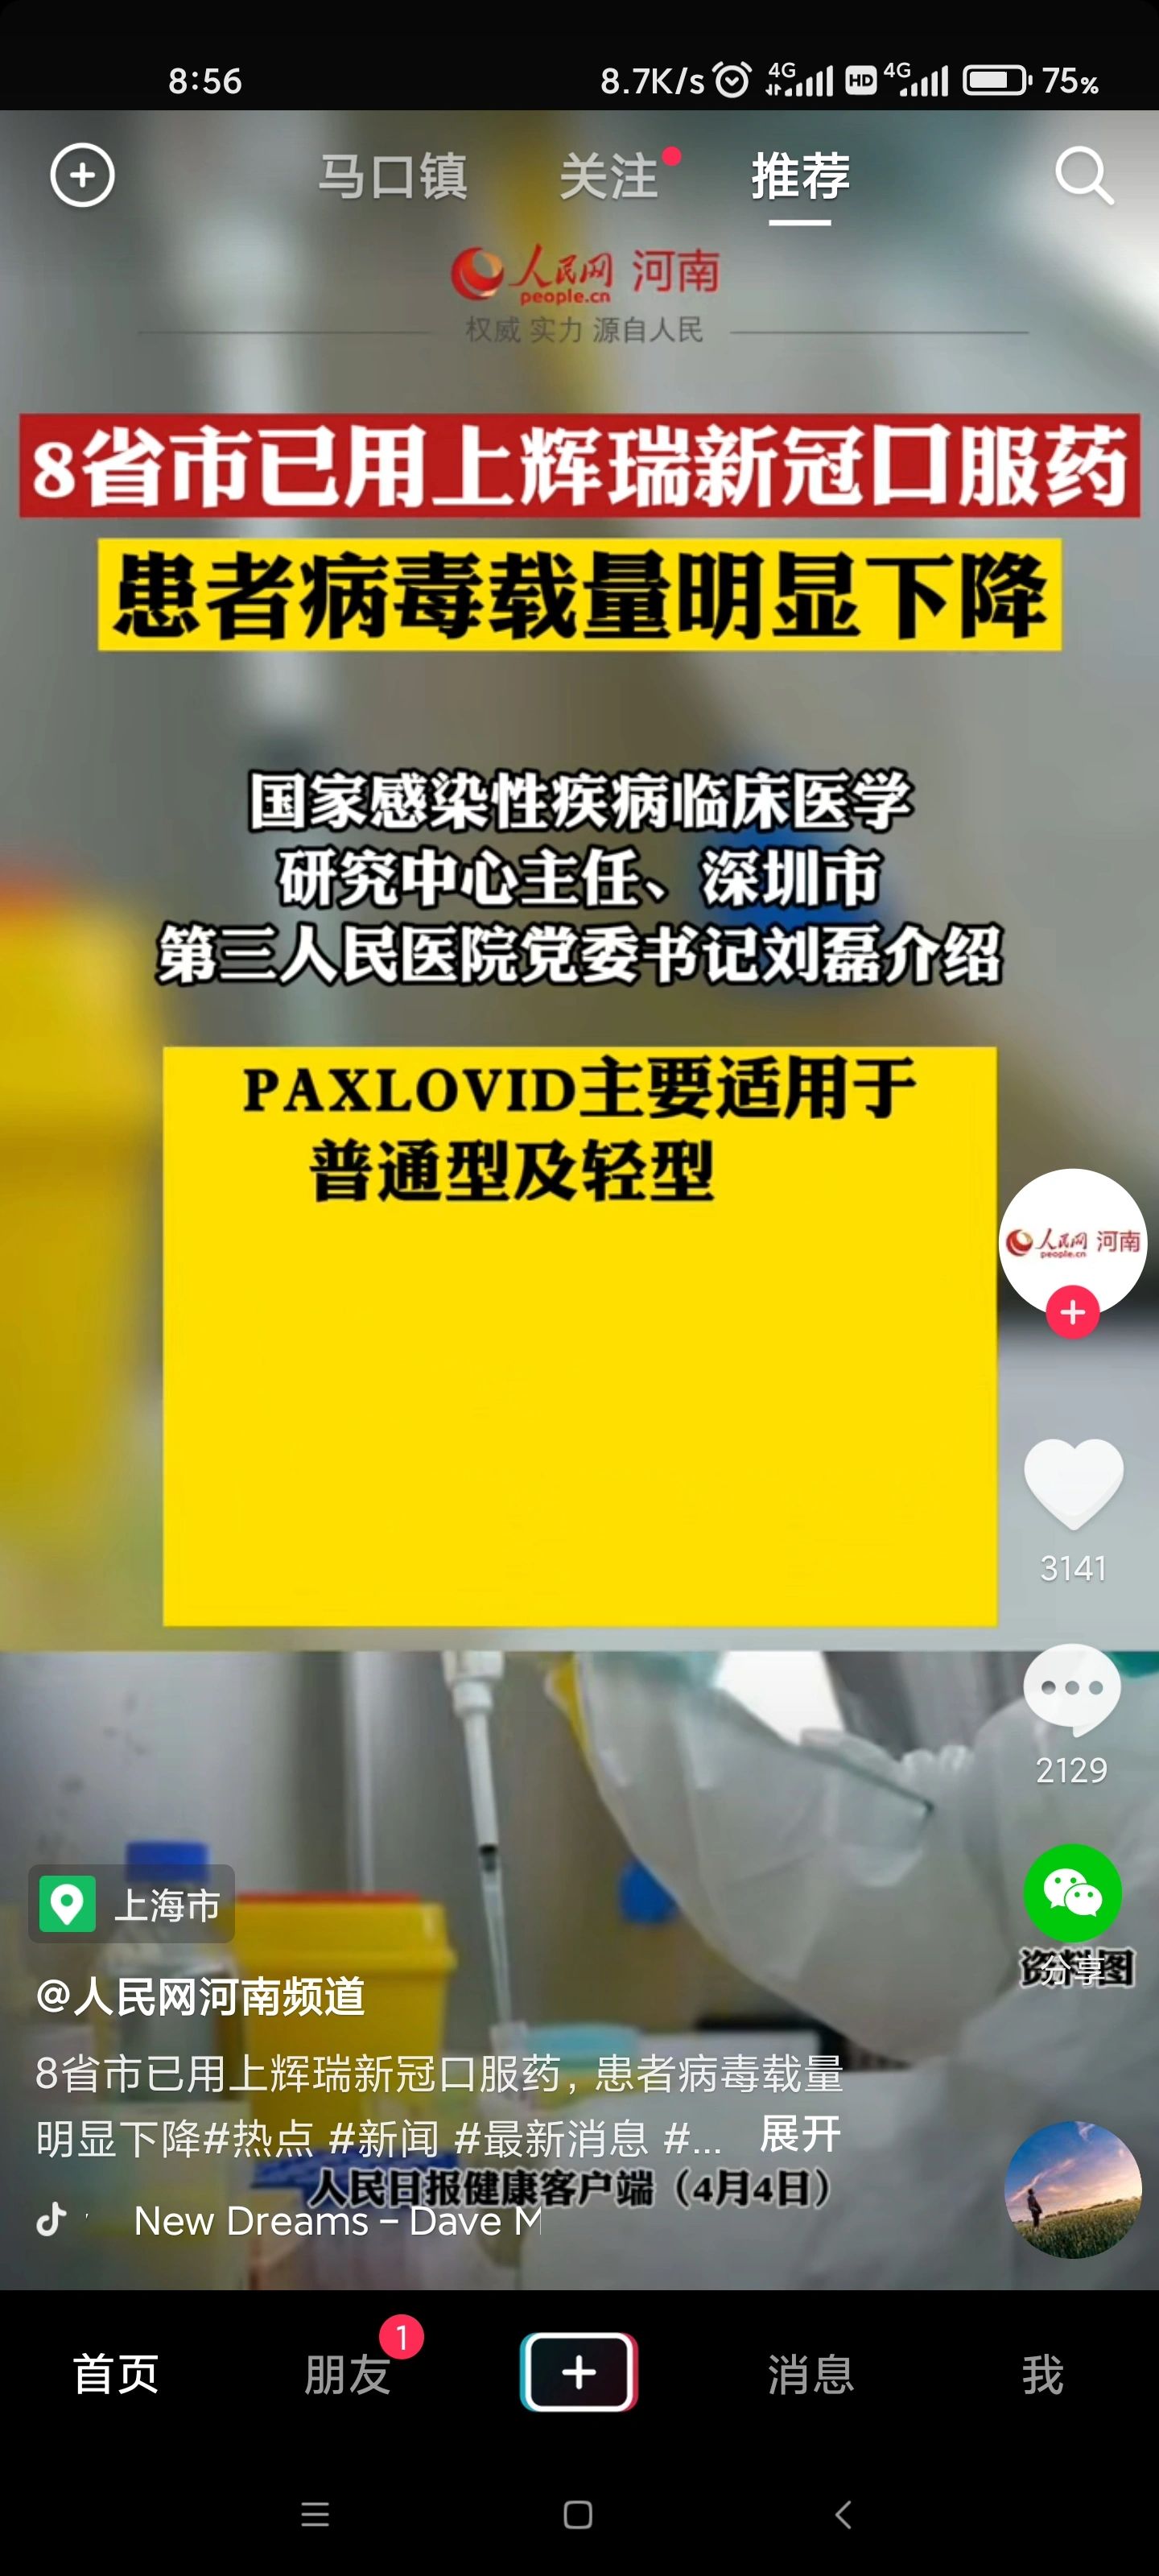 8:56
8.7K/s
4G
HD
4G
75%
马口镇
关注
推荐
人民网 河南
people.cn
权威 实力 源自人民
8省市已用上辉瑞新冠口服药
患者病毒载量明显下降
国家感染性疾病临床医学
研究中心主任、深圳市
第三人民医院党委书记刘磊介绍
PAXLOVID主要适用于
普通型及轻型
人民网 河南
people.cn
3141
2129
上海市
资料图
分享
@人民网河南频道
8省市已用上辉瑞新冠口服药，患者病毒载量
明显下降#热点 #新闻 #最新消息 #... 展开
人民日报健康客户端（4月4日）
New Dreams – Dave M
首页
朋友
1
消息
我